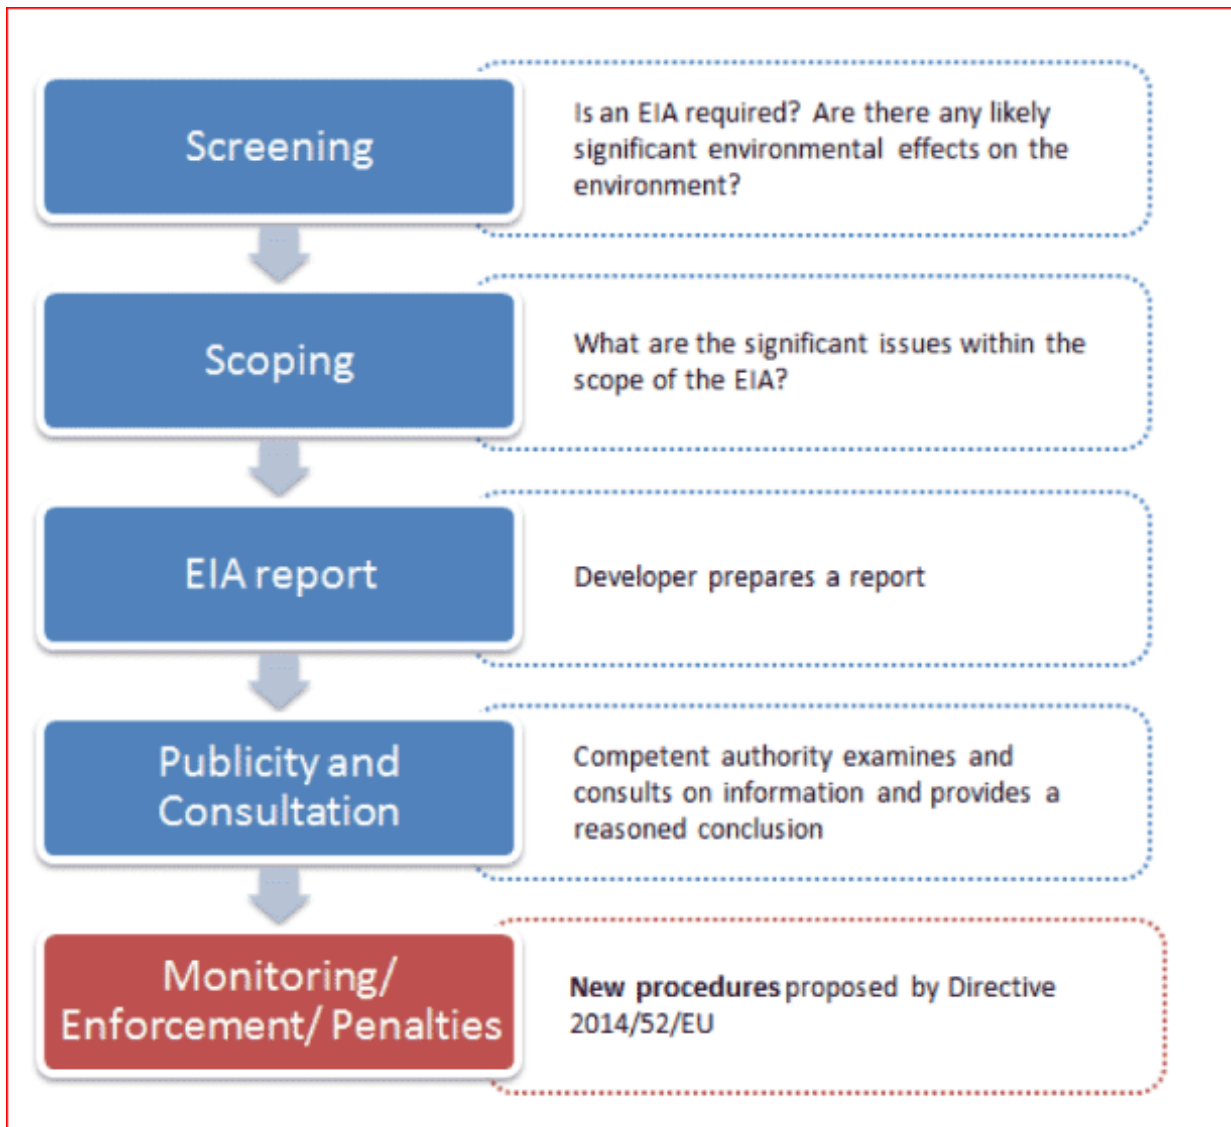 Screening
Is an EIA required? Are there any likely
significant environmental effects on the
environment?
Scoping
What are the significant issues within the
scope of the EIA?
EIA report
Developer prepares a report
Publicity and
Consultation
Competent authority examines and
consults on information and provides a
reasoned conclusion
Monitoring/
Enforcement/ Penalties
New procedures proposed by Directive
2014/52/EU